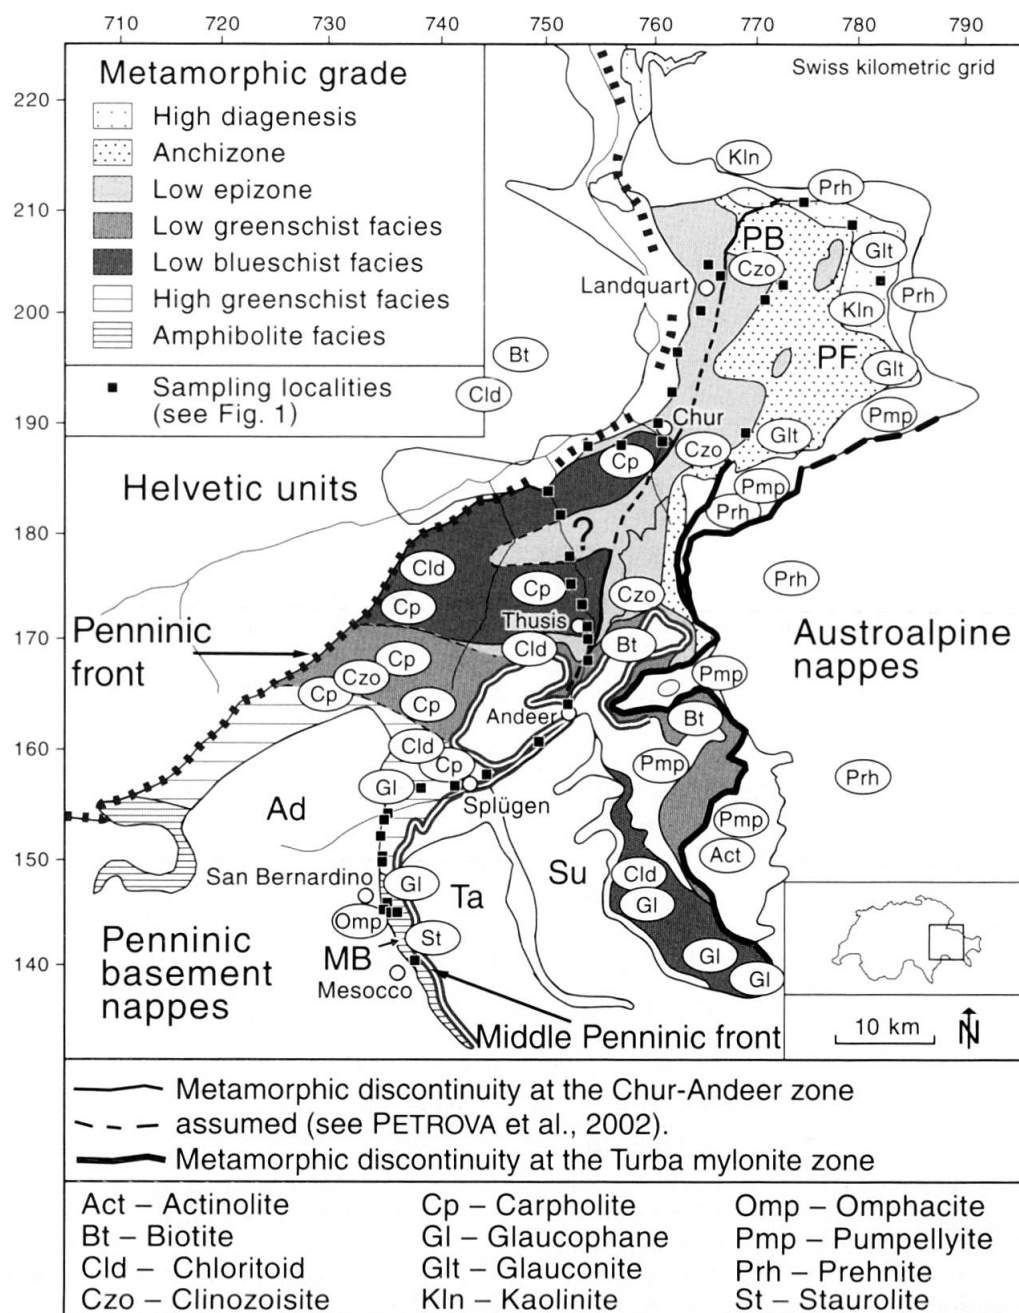 710 730 740 750 760 770 780 790
Swiss kilometric grid
Metamorphic grade
High diagenesis
Anchizone
Low epizone
Low greenschist facies
Low blueschist facies
High greenschist facies
Amphibolite facies
Sampling localities
(see Fig. 1)
220
210
200
190
180
170
160
150
140
Kln
Prh
PB
Glt
Czo
Landquart
Prh
Kln
Bt
PF
Glt
Cld
Pmp
Chur
Glt
Czo
Cp
Helvetic units
Pmp
Prh
?
Cld
Cp
Prh
Czo
Cp
Thusis
Penninic
front
Austroalpine
nappes
Bt
Cld
Cp
Czo
Pmp
Cp
Cp
Andeer
Bt
Cld
Cp
Pmp
Prh
Gl
Splügen
Ad
Pmp
Act
Su
San Bernardino
Gl
Ta
Cld
Gl
Omp
St
Penninic
basement
nappes
MB
Gl
Gl
Mesocco
Middle Penninic front
10 km
N
Metamorphic discontinuity at the Chur-Andeer zone
assumed (see PETROVA et al., 2002).
Metamorphic discontinuity at the Turba mylonite zone
Act – Actinolite
Bt – Biotite
Cld – Chloritoid
Czo – Clinozoisite
Cp – Carpholite
Gl – Glaucophane
Glt – Glauconite
Kln – Kaolinite
Omp – Omphacite
Pmp – Pumpellyite
Prh – Prehnite
St – Staurolite